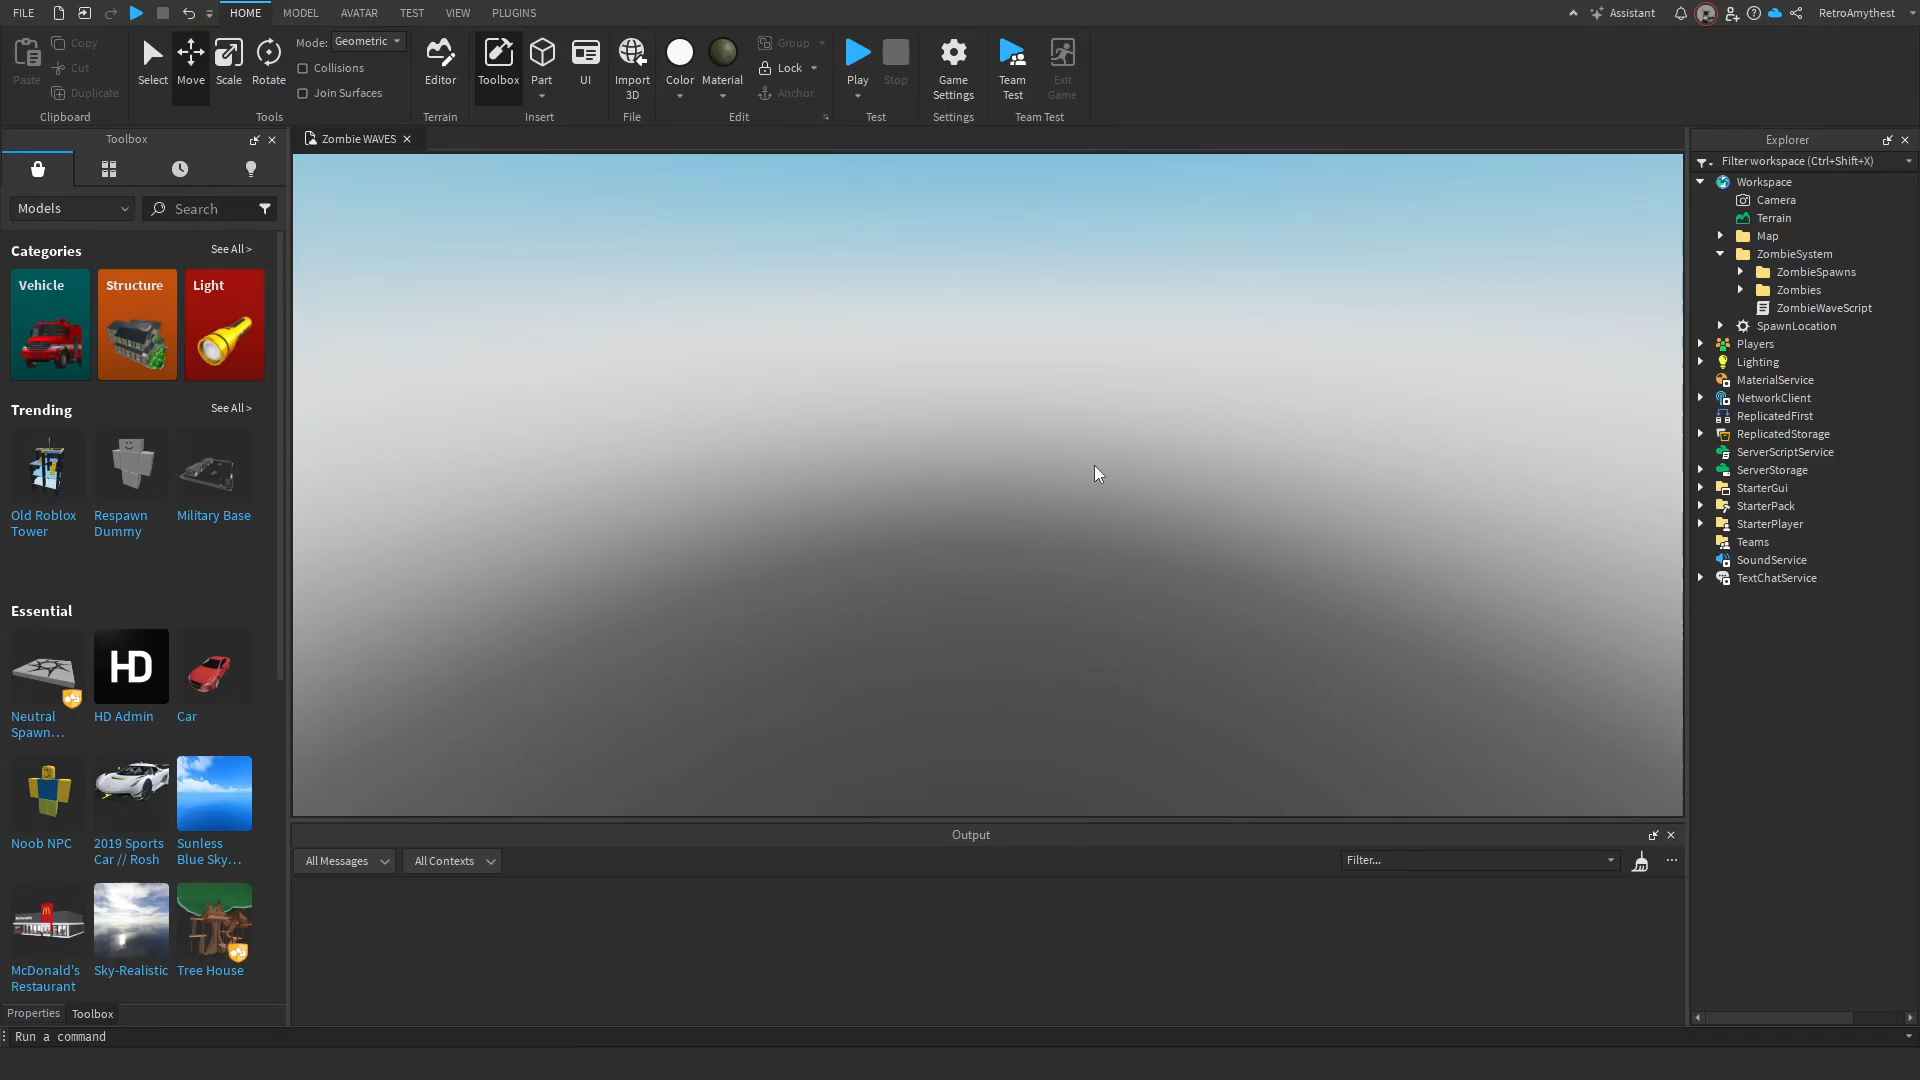 FILE
HOME
MODEL
AVATAR
TEST
VIEW
PLUGINS
Assistant
RetroAmythest
Paste
Copy
Cut
Duplicate
Clipboard
Select
Move
Scale
Rotate
Mode: Geometric
Collisions
Join Surfaces
Tools
Editor
Terrain
Toolbox
Part
UI
Insert
Import
3D
File
Color
Material
Group
Lock
Anchor
Edit
Play
Stop
Test
Game
Settings
Settings
Team
Test
Exit
Game
Team Test
Toolbox
Models
Search
Categories
See All >
Vehicle
Structure
Light
Trending
See All >
Old Roblox
Tower
Respawn
Dummy
Military Base
Essential
HD
Neutral
Spawn...
HD Admin
Car
Noob NPC
2019 Sports
Car // Rosh
Sunless
Blue Sky...
McDonald's
Restaurant
Sky-Realistic
Tree House
Properties
Toolbox
Run a command
Zombie WAVES
Output
All Messages
All Contexts
Filter...
Explorer
Filter workspace (Ctrl+Shift+X)
Workspace
Camera
Terrain
Map
ZombieSystem
ZombieSpawns
Zombies
ZombieWaveScript
SpawnLocation
Players
Lighting
MaterialService
NetworkClient
ReplicatedFirst
ReplicatedStorage
ServerScriptService
ServerStorage
StarterGui
StarterPack
StarterPlayer
Teams
SoundService
TextChatService